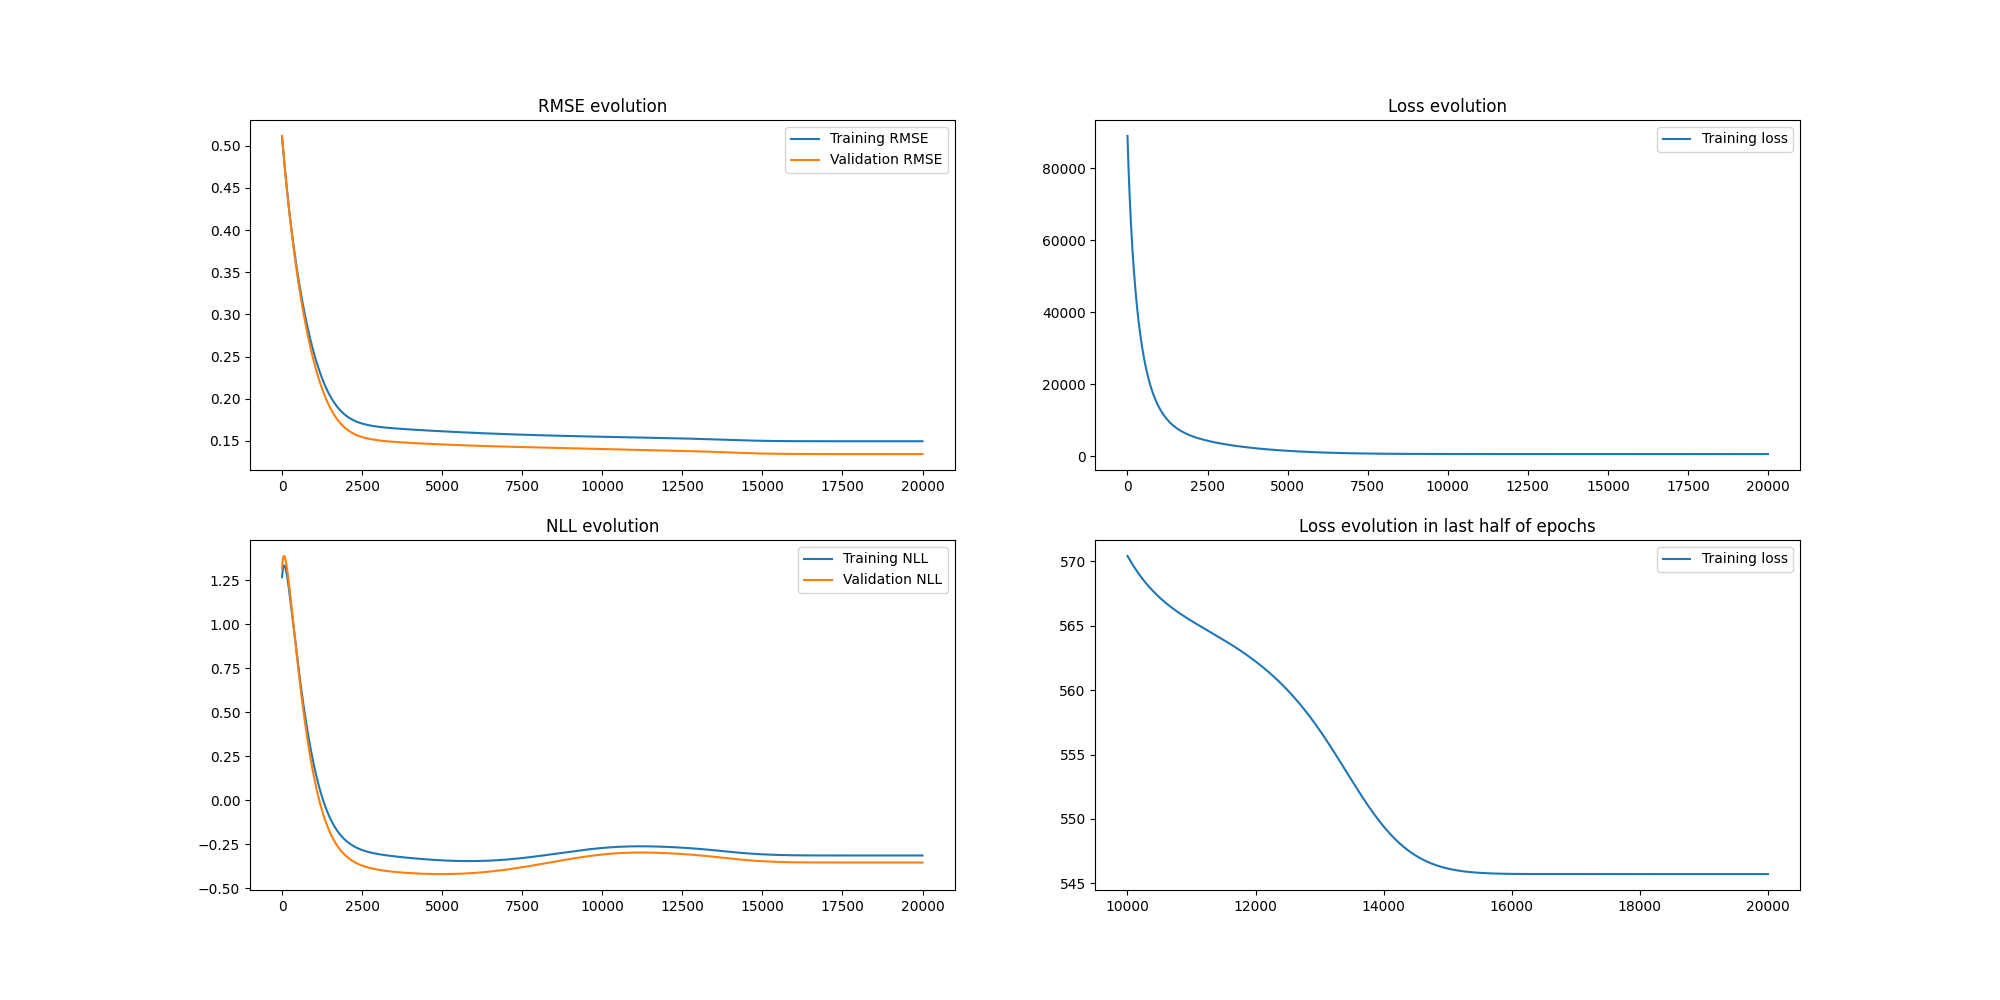 RMSE evolution
Training RMSE
Validation RMSE
0.50
0.45
0.40
0.35
0.30
0.25
0.20
0.15
0 2500 5000 7500 10000 12500 15000 17500 20000
Loss evolution
Training loss
80000
60000
40000
20000
0
0 2500 5000 7500 10000 12500 15000 17500 20000
NLL evolution
Training NLL
Validation NLL
1.25
1.00
0.75
0.50
0.25
0.00
−0.25
−0.50
0 2500 5000 7500 10000 12500 15000 17500 20000
Loss evolution in last half of epochs
Training loss
570
565
560
555
550
545
10000 12000 14000 16000 18000 20000